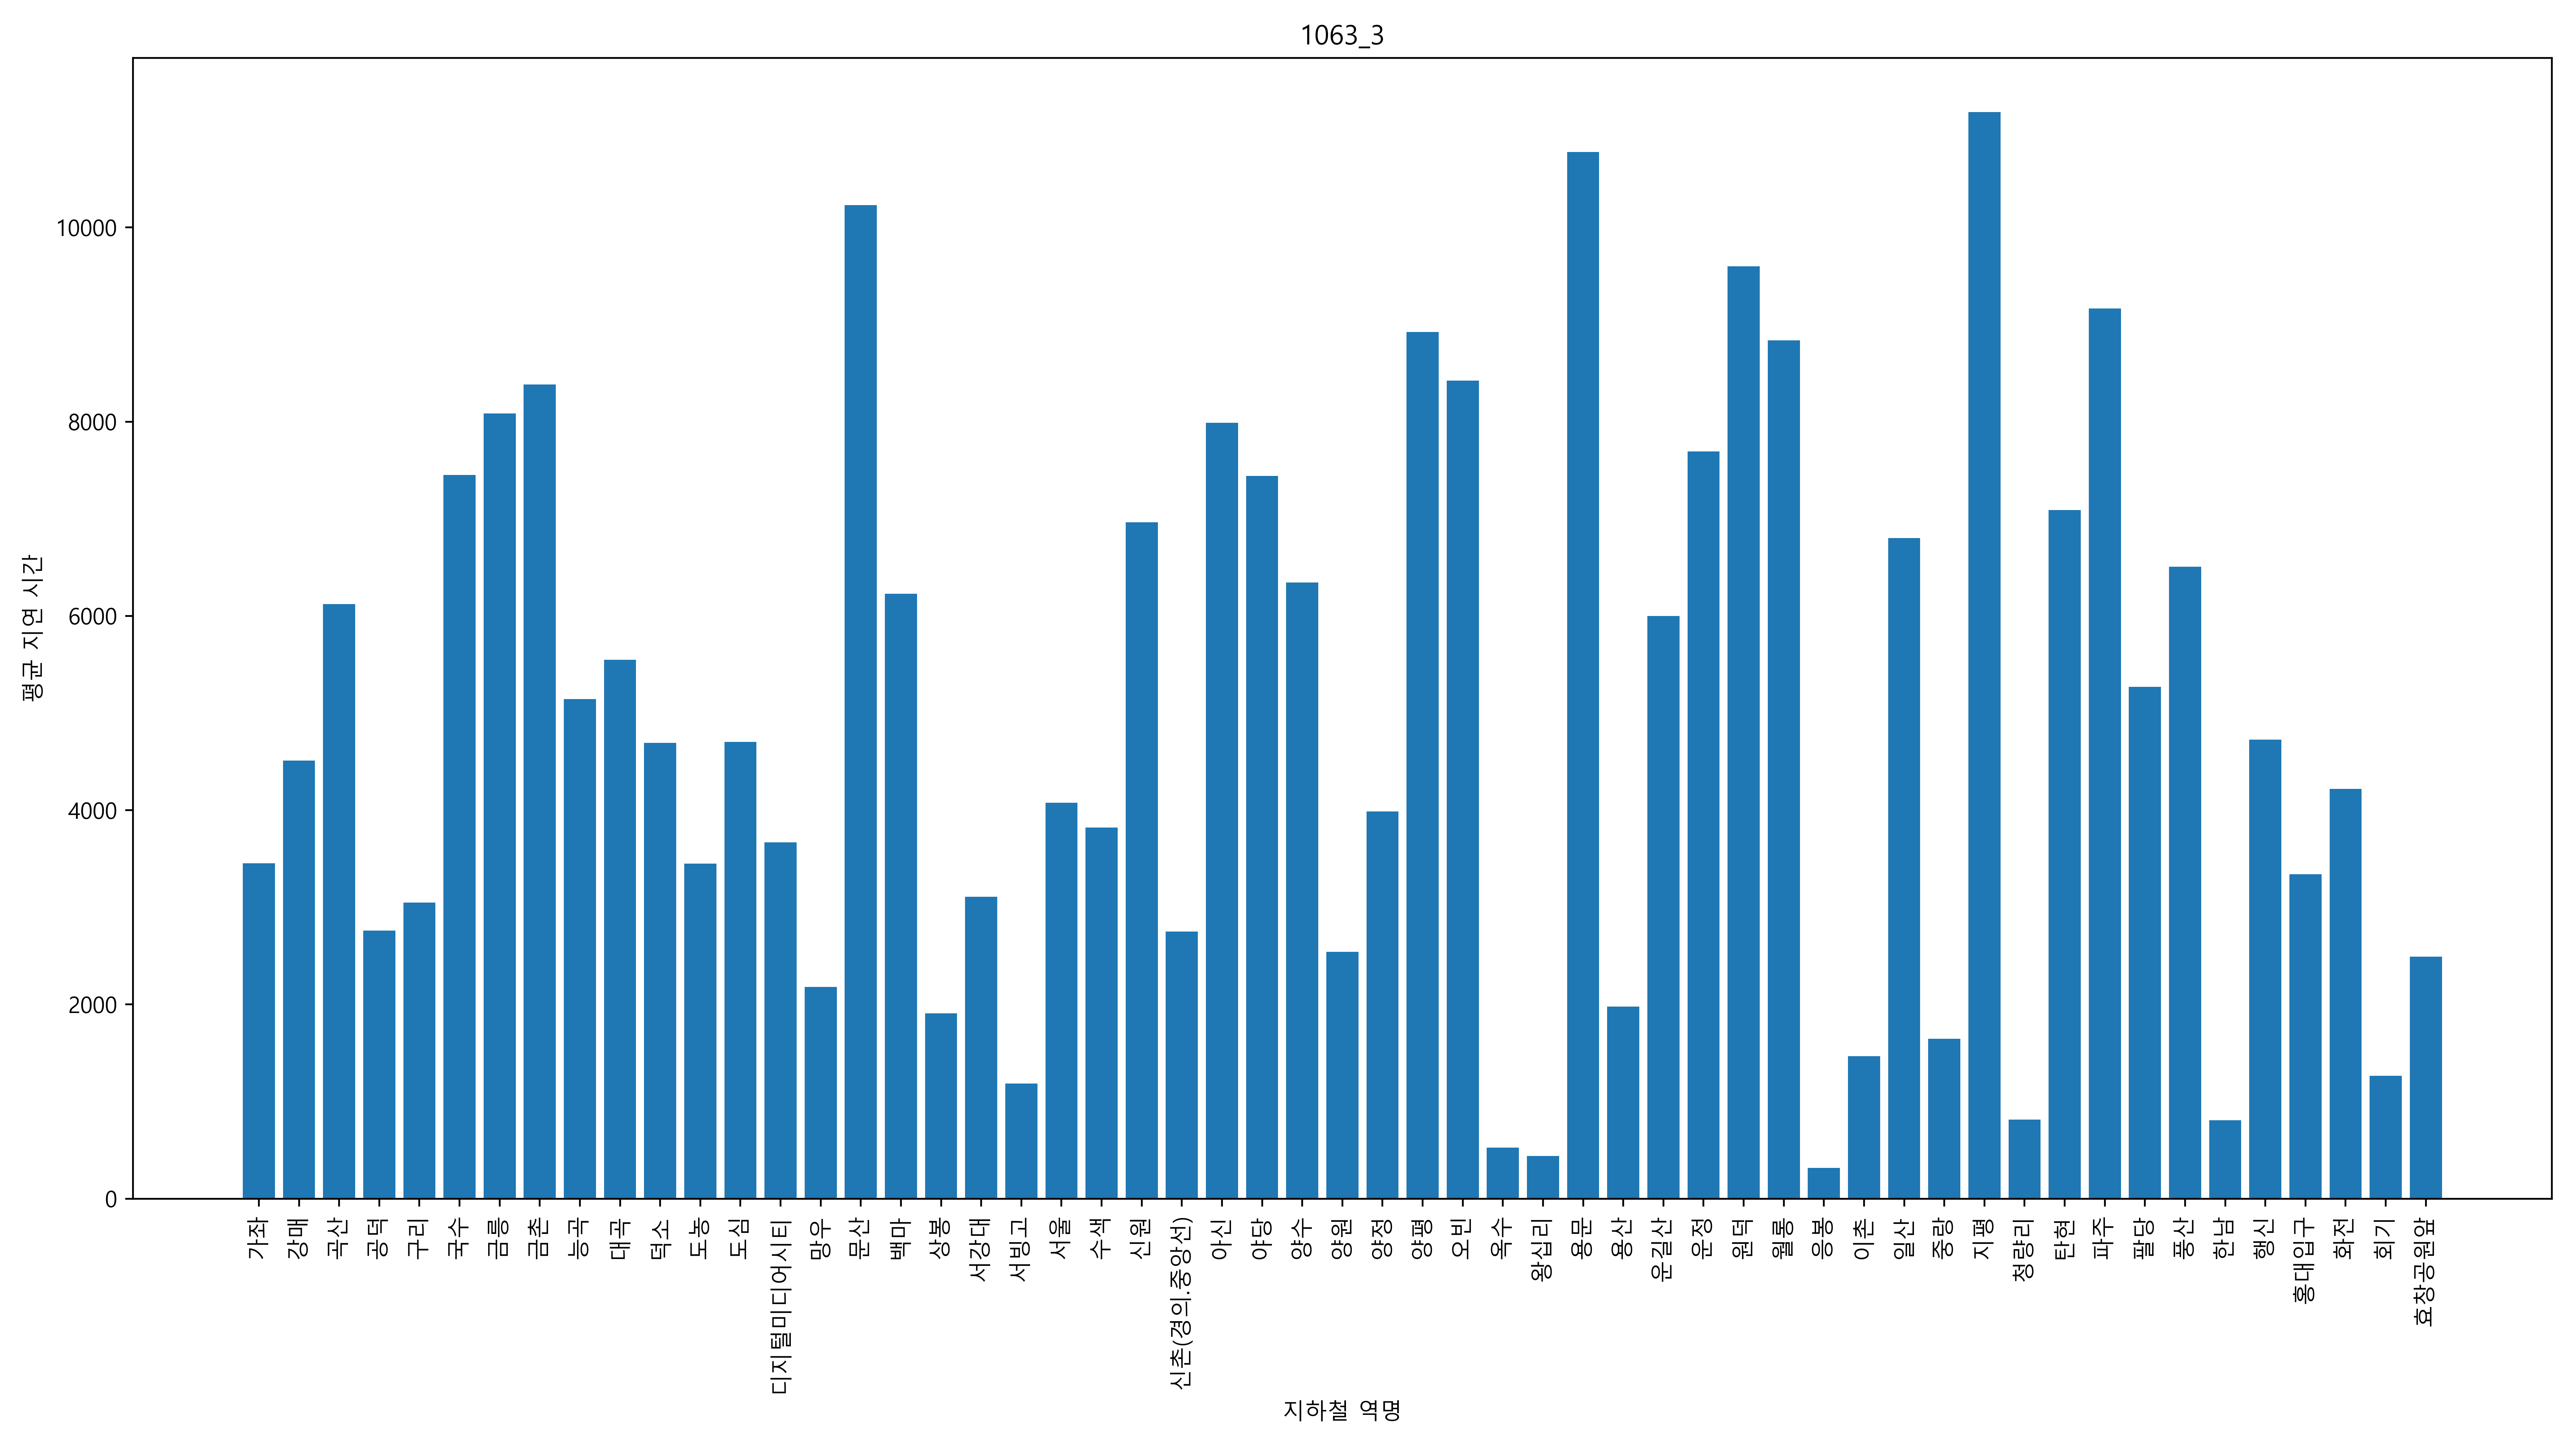 1063_3
평균 지연 시간
10000
8000
6000
4000
2000
0
가좌
강매
곡산
공덕
구리
국수
금릉
금촌
능곡
대곡
덕소
도농
도심
디지털미디어시티
망우
문산
백마
상봉
서강대
서빙고
서울
수색
신원
신촌(경의.중앙선)
아신
야당
양수
양원
양정
양평
오빈
옥수
왕십리
용문
용산
운길산
운정
원덕
월롱
응봉
이촌
일산
중랑
지평
청량리
탄현
파주
팔당
풍산
한남
행신
홍대입구
화전
회기
효창공원앞
지하철 역명